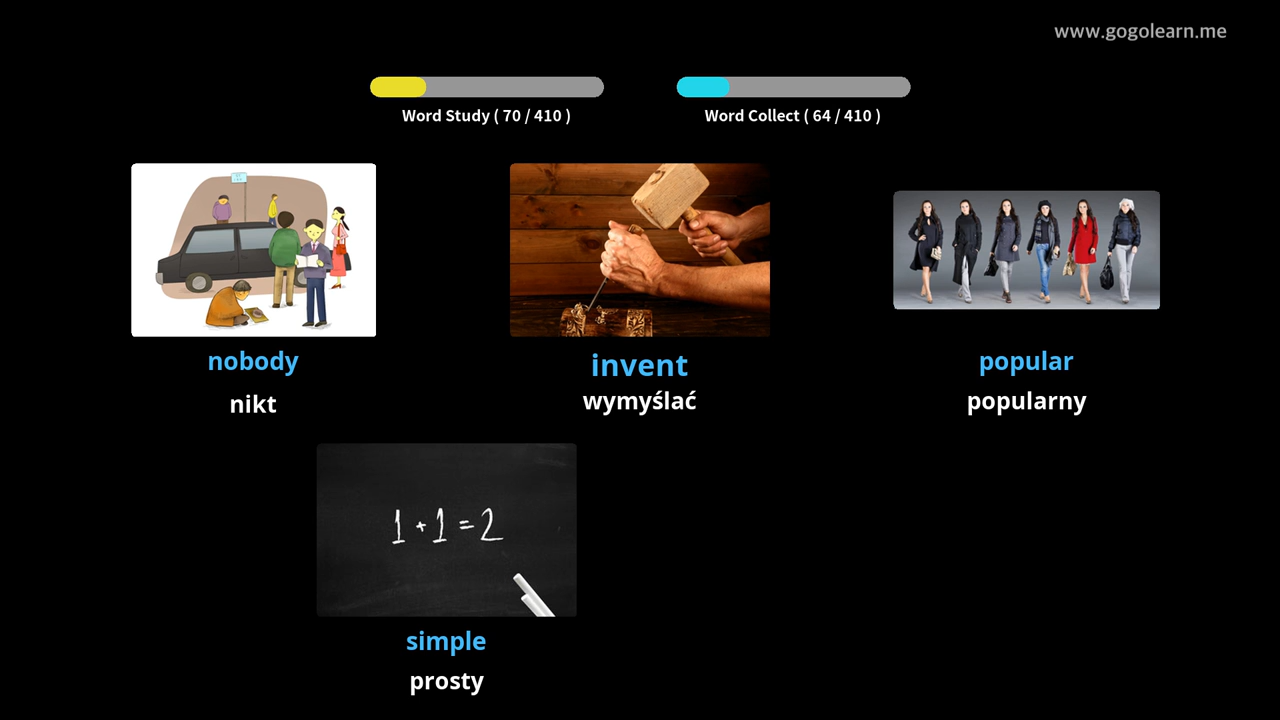 www.gogolearn.me
Word Study ( 70 / 410 )
Word Collect ( 64 / 410 )
nobody
nikt
invent
wymyślać
popular
popularny
1 + 1 = 2
simple
prosty